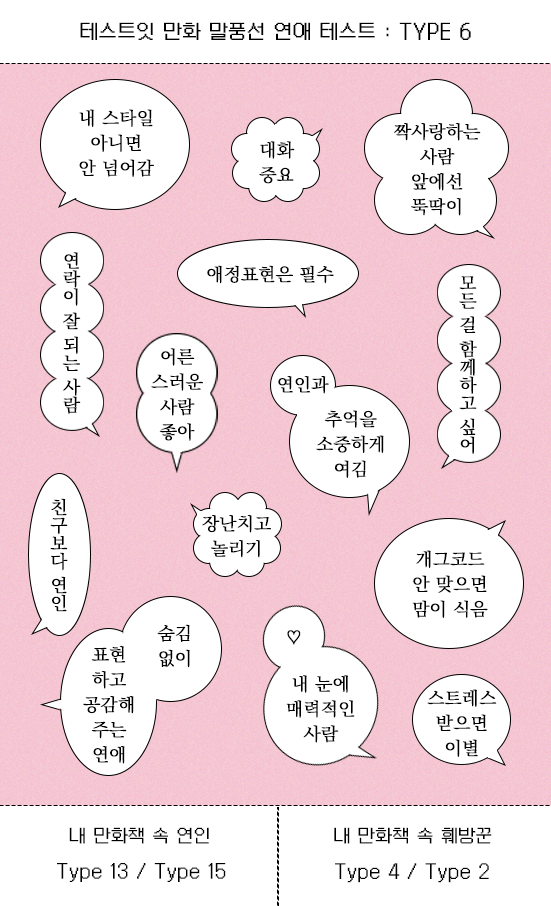 테스트잇 만화 말풍선 연애 테스트 : TYPE 6
내 스타일
아니면
안 넘어감
대화
중요
짝사랑하는
사람
앞에선
뚝딱이
연락이 잘 되는 사람
애정표현은 필수
모든 걸 함께하고 싶어
어른
스러운
사람
좋아
연인과
추억을
소중하게
여김
친구보다 연인
장난치고
놀리기
개그코드
안 맞으면
맘이 식음
숨김
없이
표현
하고
공감해
주는
연애
♡
내 눈에
매력적인
사람
스트레스
받으면
이별
내 만화책 속 연인
Type 13 / Type 15
내 만화책 속 훼방꾼
Type 4 / Type 2